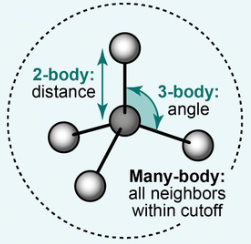 2-body:
distance
3-body:
angle
Many-body:
all neighbors
within cutoff